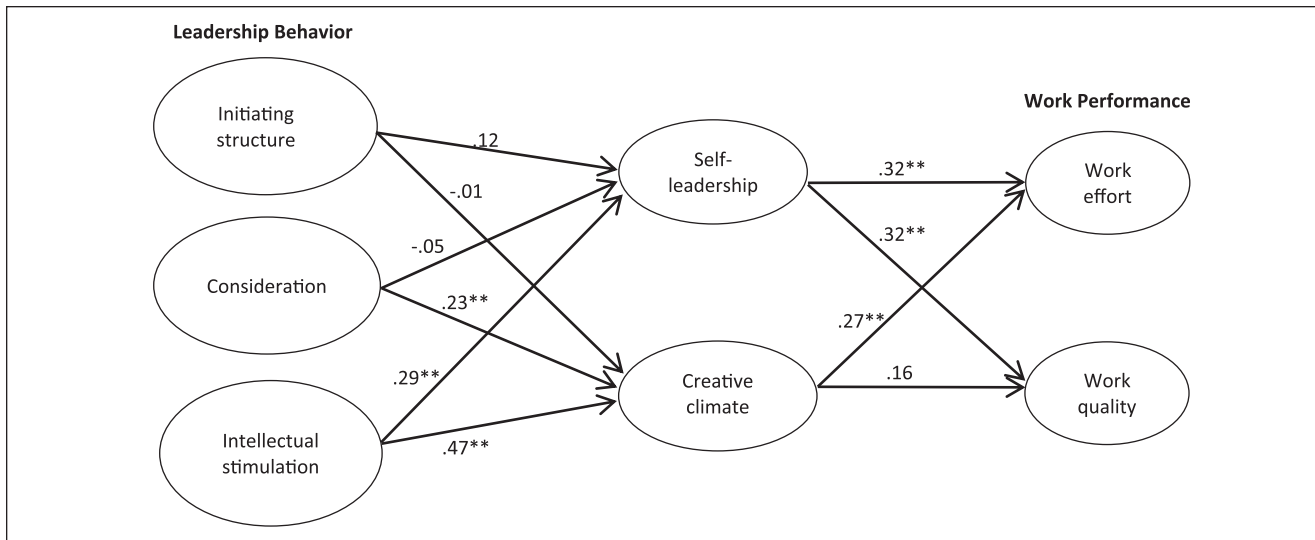 Leadership Behavior
Initiating
structure
Consideration
Intellectual
stimulation
.12
-.01
-.05
.23**
.29**
.47**
Self-
leadership
Creative
climate
.32**
.32**
.27**
.16
Work Performance
Work
effort
Work
quality